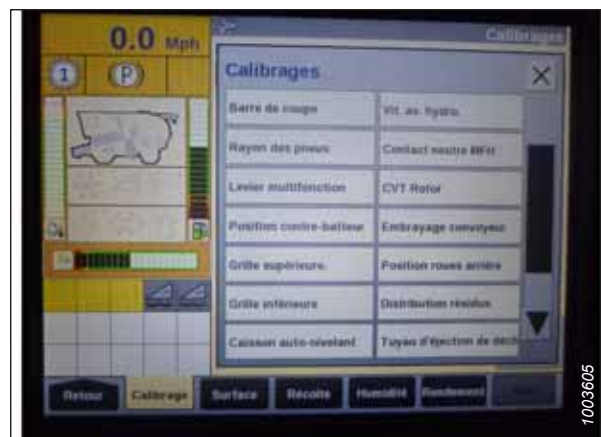 0.0 Mph
Calibrages
1
P
Calibrages
Barre de coupe
Vit. av. hydro.
Rayon des pneus
Contact neutre MFH
Levier multifonction
CVT Rotor
Position contre-batteur
Embrayage convoyeur
Grille supérieure.
Position roues arrière
Grille inférieure
Distribution résidus
Caisson auto-nivelant
Tuyau d'éjection de déch
Retour
Calibrage
Surface
Récolte
Humidité
Rendement
1003605